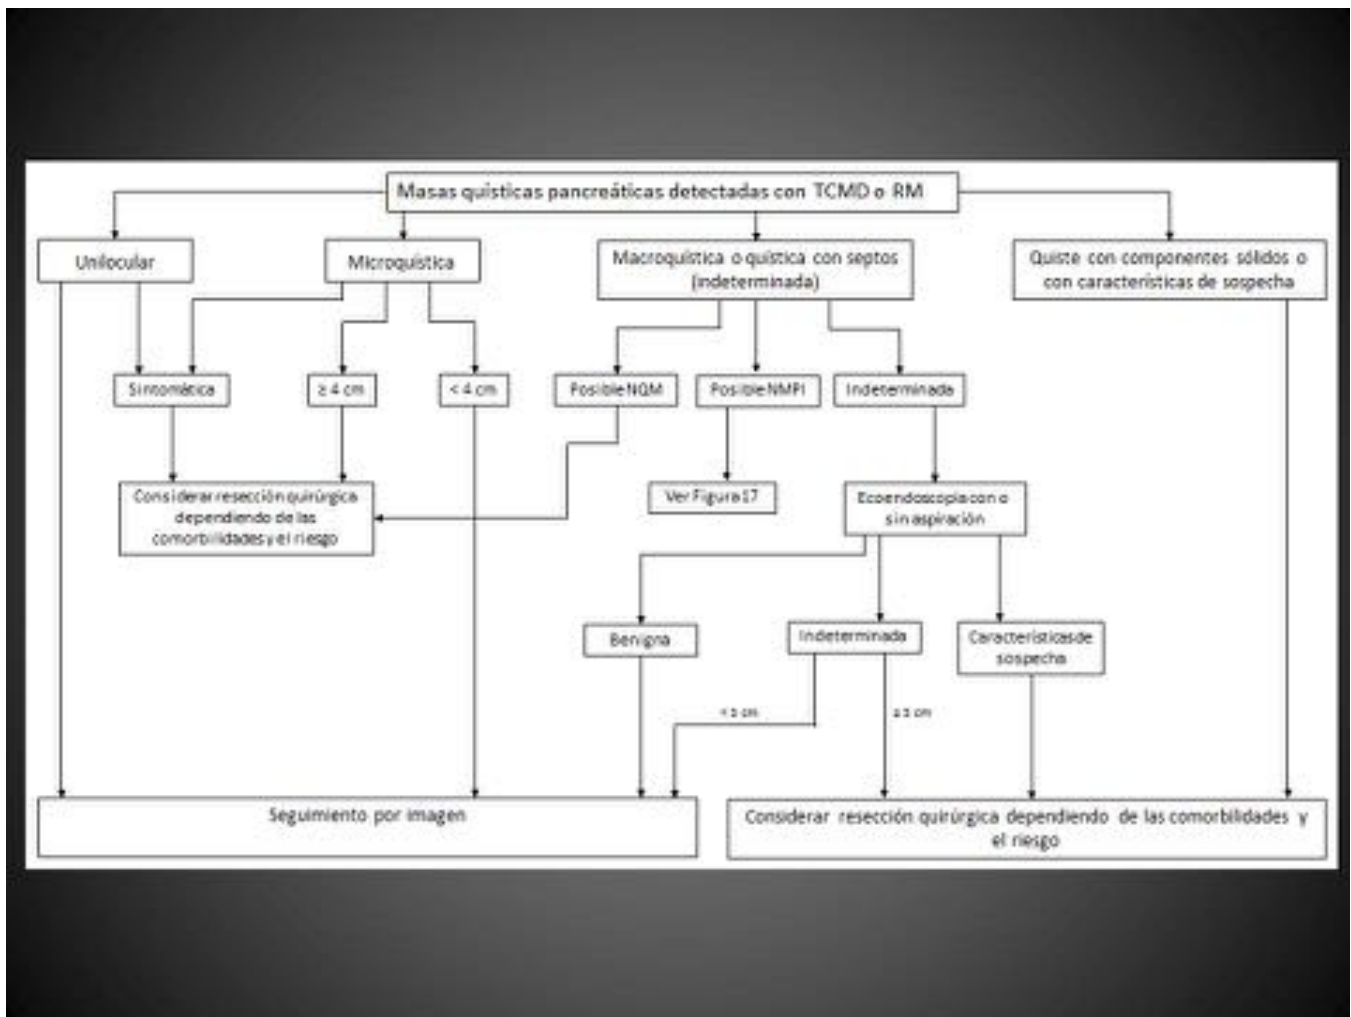 Masas quísticas pancreáticas detectadas con TCMD o RM
Unilocular
Microquística
Macroquística o quística con septos
(indeterminada)
Quiste con componentes sólidos o
con características de sospecha
Sintomática
≥ 4 cm
< 4 cm
Posible NQM
Posible NMPI
Indeterminada
Considerar resección quirúrgica
dependiendo de las
comorbilidades y el riesgo
Ver Figura 17
Ecoendoscopia con o
sin aspiración
Benigna
Indeterminada
Características de
sospecha
cm
cm
Seguimiento por imagen
Considerar resección quirúrgica dependiendo de las comorbilidades y
el riesgo